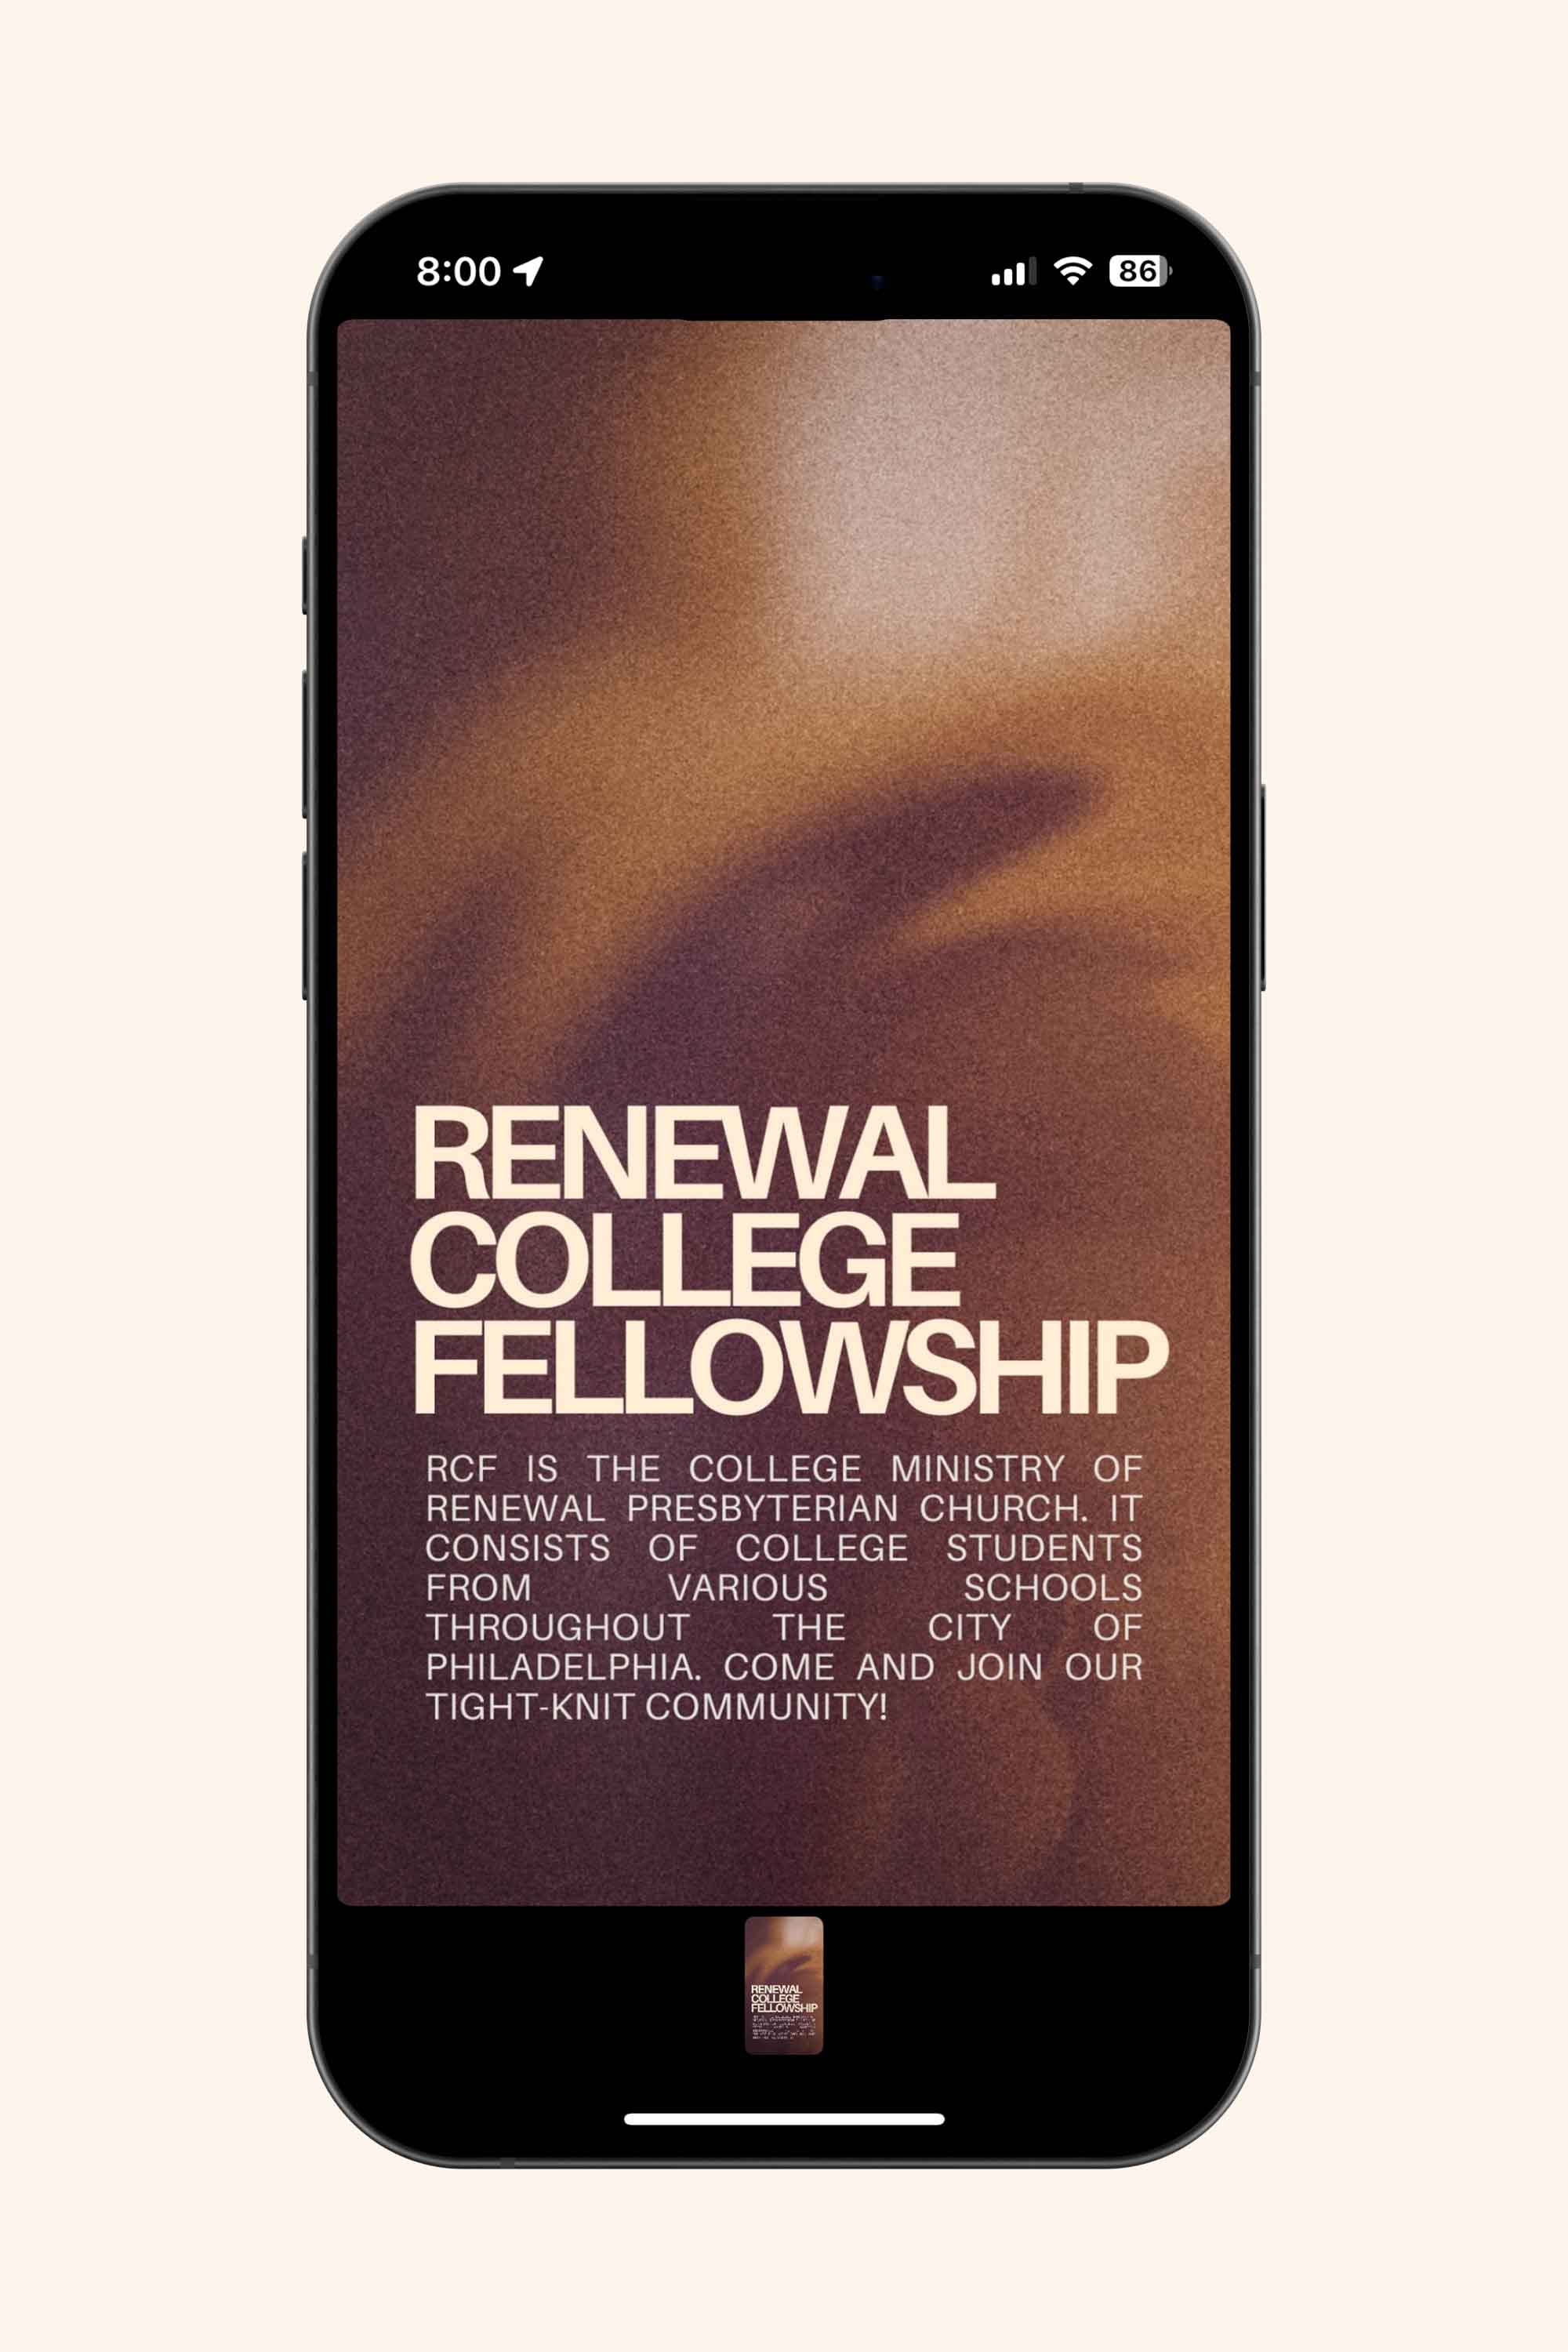 8:00
86
RENEWAL
COLLEGE
FELLOWSHIP
RCF IS THE COLLEGE MINISTRY OF
RENEWAL PRESBYTERIAN CHURCH. IT
CONSISTS OF COLLEGE STUDENTS
FROM VARIOUS SCHOOLS
THROUGHOUT THE CITY OF
PHILADELPHIA. COME AND JOIN OUR
TIGHT-KNIT COMMUNITY!
RENEWAL
COLLEGE
FELLOWSHIP